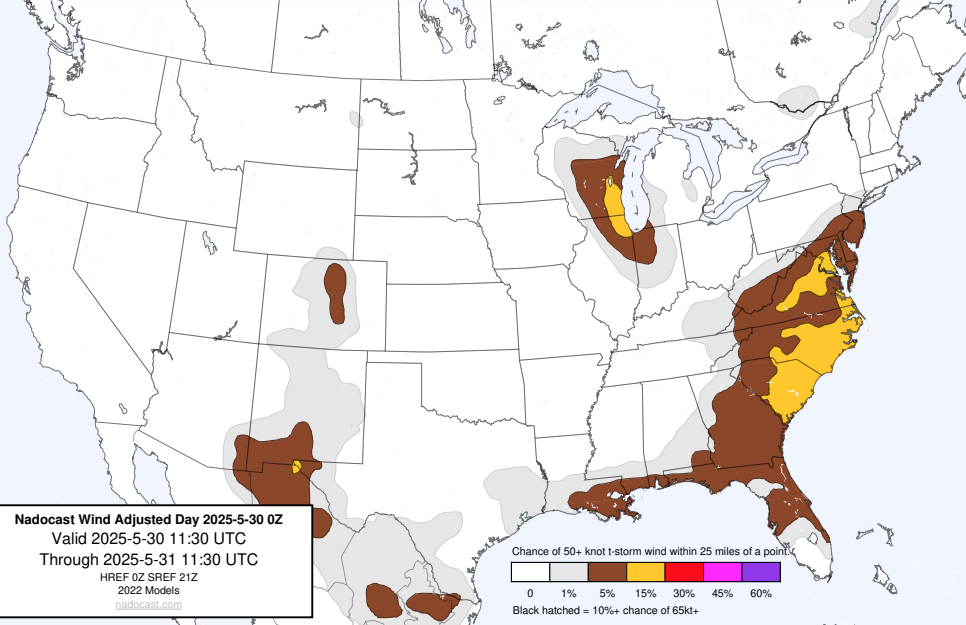 Nadocast Wind Adjusted Day 2025-5-30 0Z
Valid 2025-5-30 11:30 UTC
Through 2025-5-31 11:30 UTC
HREF 0Z SREF 21Z
2022 Models
nadocast.com
Chance of 50+ knot t-storm wind within 25 miles of a point.
0 1% 5% 15% 30% 45% 60%
Black hatched = 10%+ chance of 65kt+